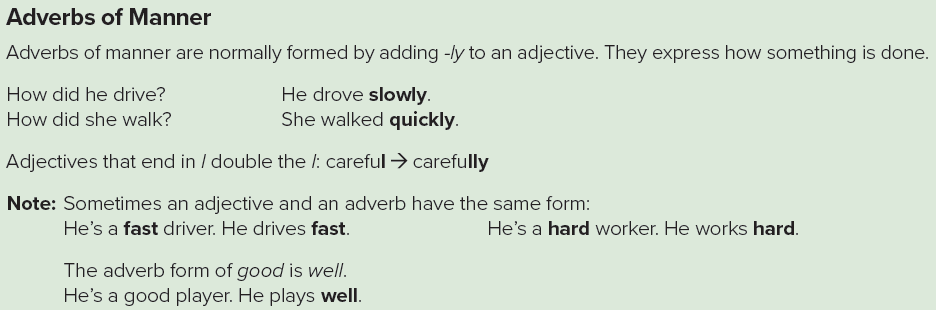 Adverbs of Manner
Adverbs of manner are normally formed by adding -ly to an adjective. They express how something is done.
How did he drive? He drove slowly.
How did she walk? She walked quickly.
Adjectives that end in l double the l: careful → carefully
Note: Sometimes an adjective and an adverb have the same form:
He's a fast driver. He drives fast. He's a hard worker. He works hard.
The adverb form of good is well.
He's a good player. He plays well.